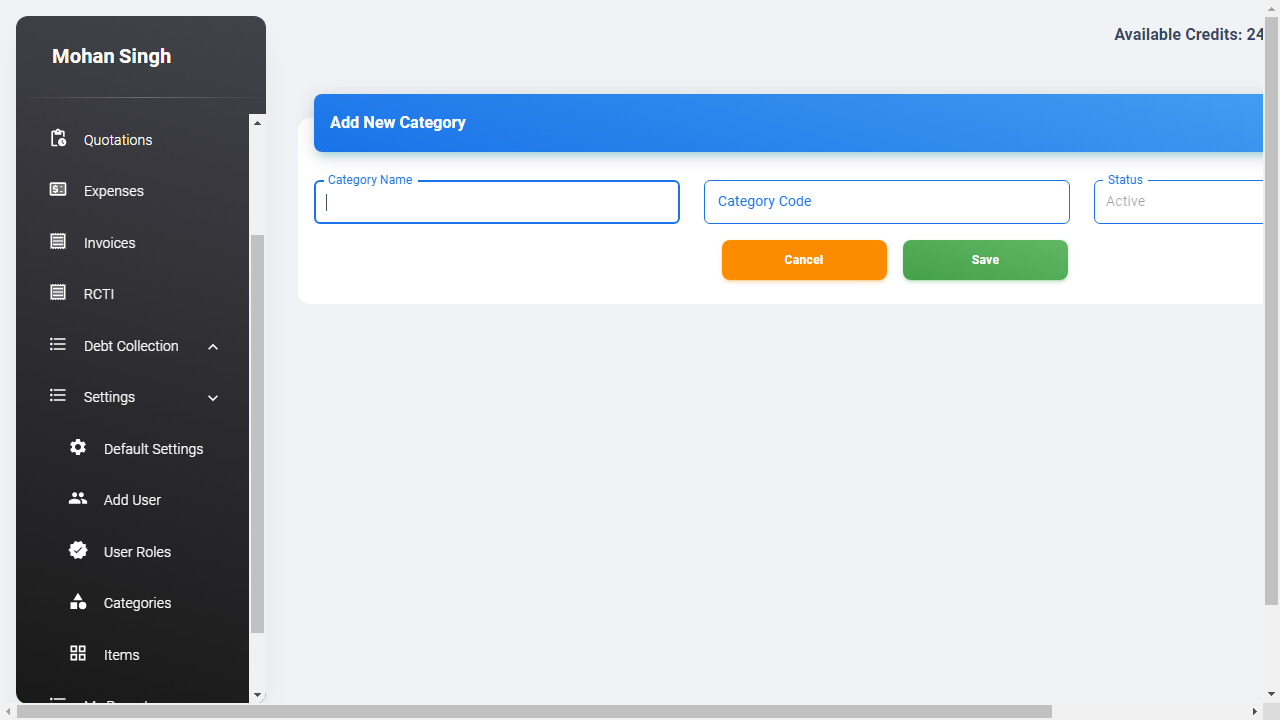 Mohan Singh
Available Credits: 24
Quotations
Expenses
Invoices
RCTI
Debt Collection
Settings
Default Settings
Add User
User Roles
Categories
Items
Add New Category
Category Name
Category Code
Status
Active
Cancel
Save